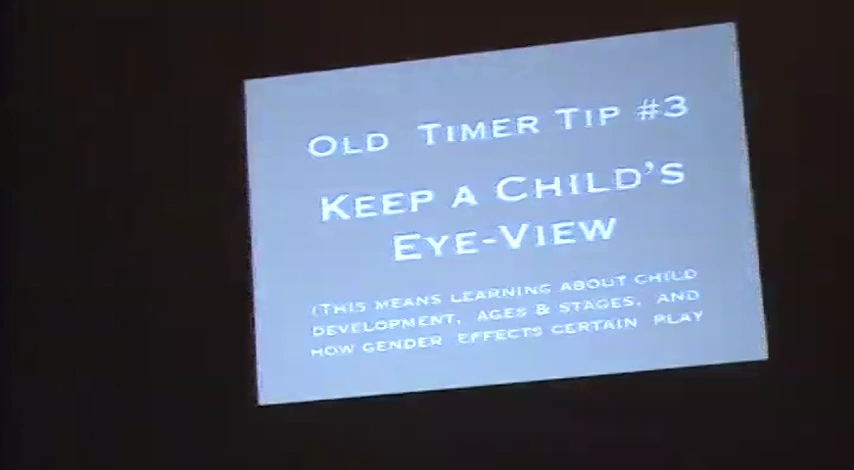 OLD TIMER TIP #3
KEEP A CHILD'S
EYE-VIEW
(THIS MEANS LEARNING ABOUT CHILD
DEVELOPMENT, AGES & STAGES, AND
HOW GENDER EFFECTS CERTAIN PLAY